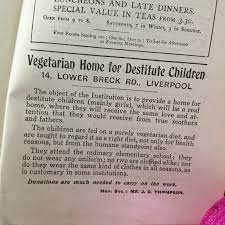 LUNCHEONS AND LATE DINNERS.
SPECIAL VALUE IN TEAS FROM 3.30.
OPEN FROM 9 TO 8. SATURDAYS, 7 in Winter, 3 in Summer.
Vegetarian Home for Destitute Children
14, LOWER BRECK RD., LIVERPOOL
The object of the Institution is to provide a home for
destitute children (mainly girls), which will be a real
home, where they will receive the same love and at-
tention that they would receive from true mothers
and fathers.
The children are fed on a purely vegetarian diet, and are
taught to regard it as a right diet, not only for health
reasons, but from the humane standpoint also.
They attend the ordinary elementary school; they
do not wear any uniform; no two are clothed alike; nor
do they wear the same kind of clothes in all seasons, as
is customary in some institutions.
Donations are much needed to carry on the work.
HON. SEC.: MR. J. G. THOMPSON.